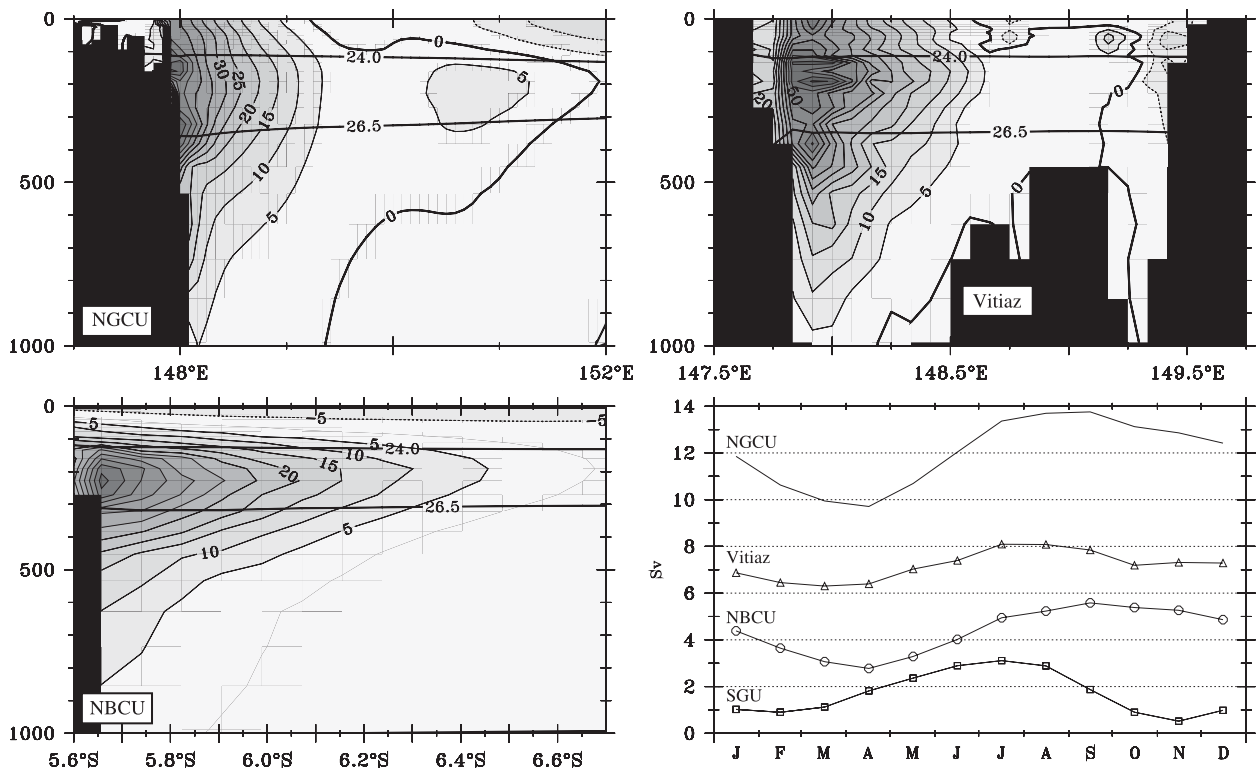 0
500
1000
148°E
152°E
NGCU
30
25
20
15
10
5
0
24.0
5
26.5
0
0
500
1000
147.5°E
148.5°E
149.5°E
Vitiaz
20
50
24.0
26.5
15
10
5
0
0
0
500
1000
5.6°S
5.8°S
6.0°S
6.2°S
6.4°S
6.6°S
NBCU
5
-5
-5
5
24.0
10
15
20
26.5
10
5
14
12
10
8
6
4
2
0
Sv
J F M A M J J A S O N D
NGCU
Vitiaz
NBCU
SGU